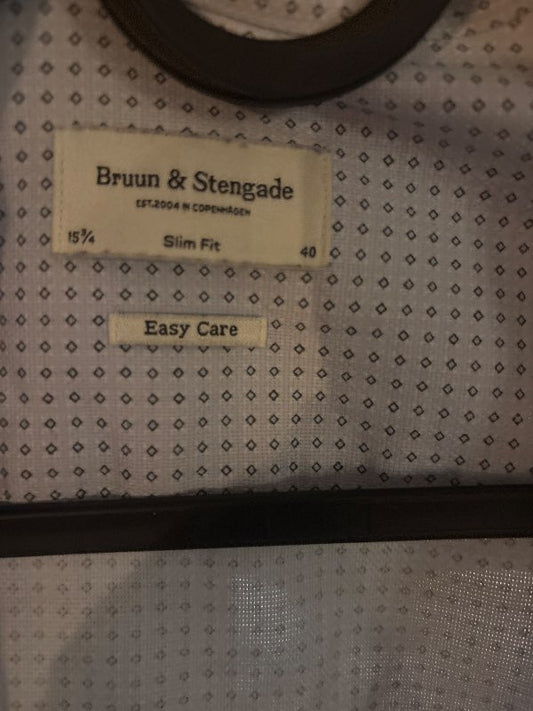 Bruun & Stengade
EST.2004 IN COPENHAGEN
15¾ Slim Fit 40
Easy Care